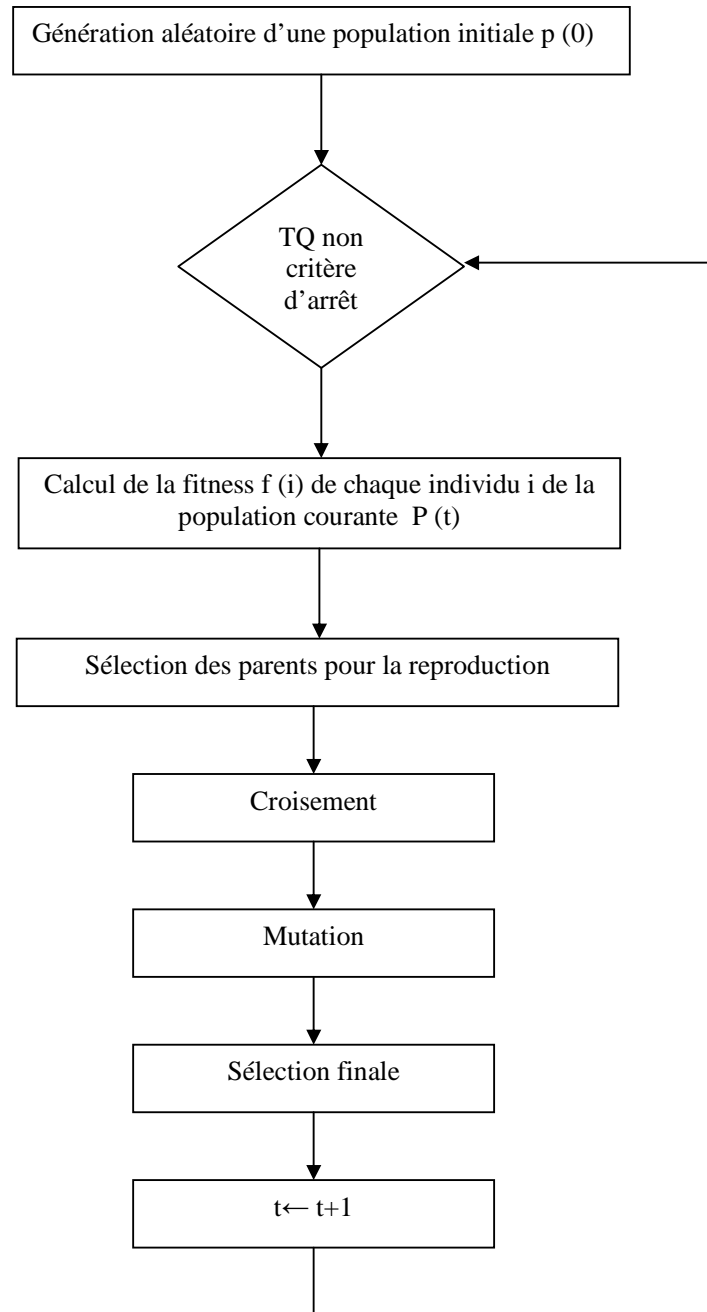 Génération aléatoire d’une population initiale p (0)
TQ non
critère
d’arrêt
Calcul de la fitness f (i) de chaque individu i de la
population courante P (t)
Sélection des parents pour la reproduction
Croisement
Mutation
Sélection finale
t← t+1